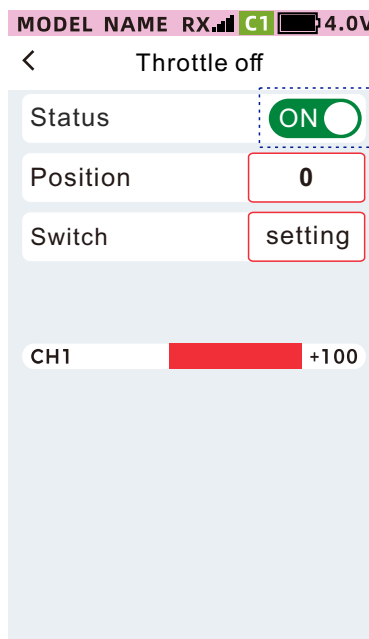 MODEL NAME RX C1 4.0V
Throttle off
Status ON
Position 0
Switch setting
CH1 +100